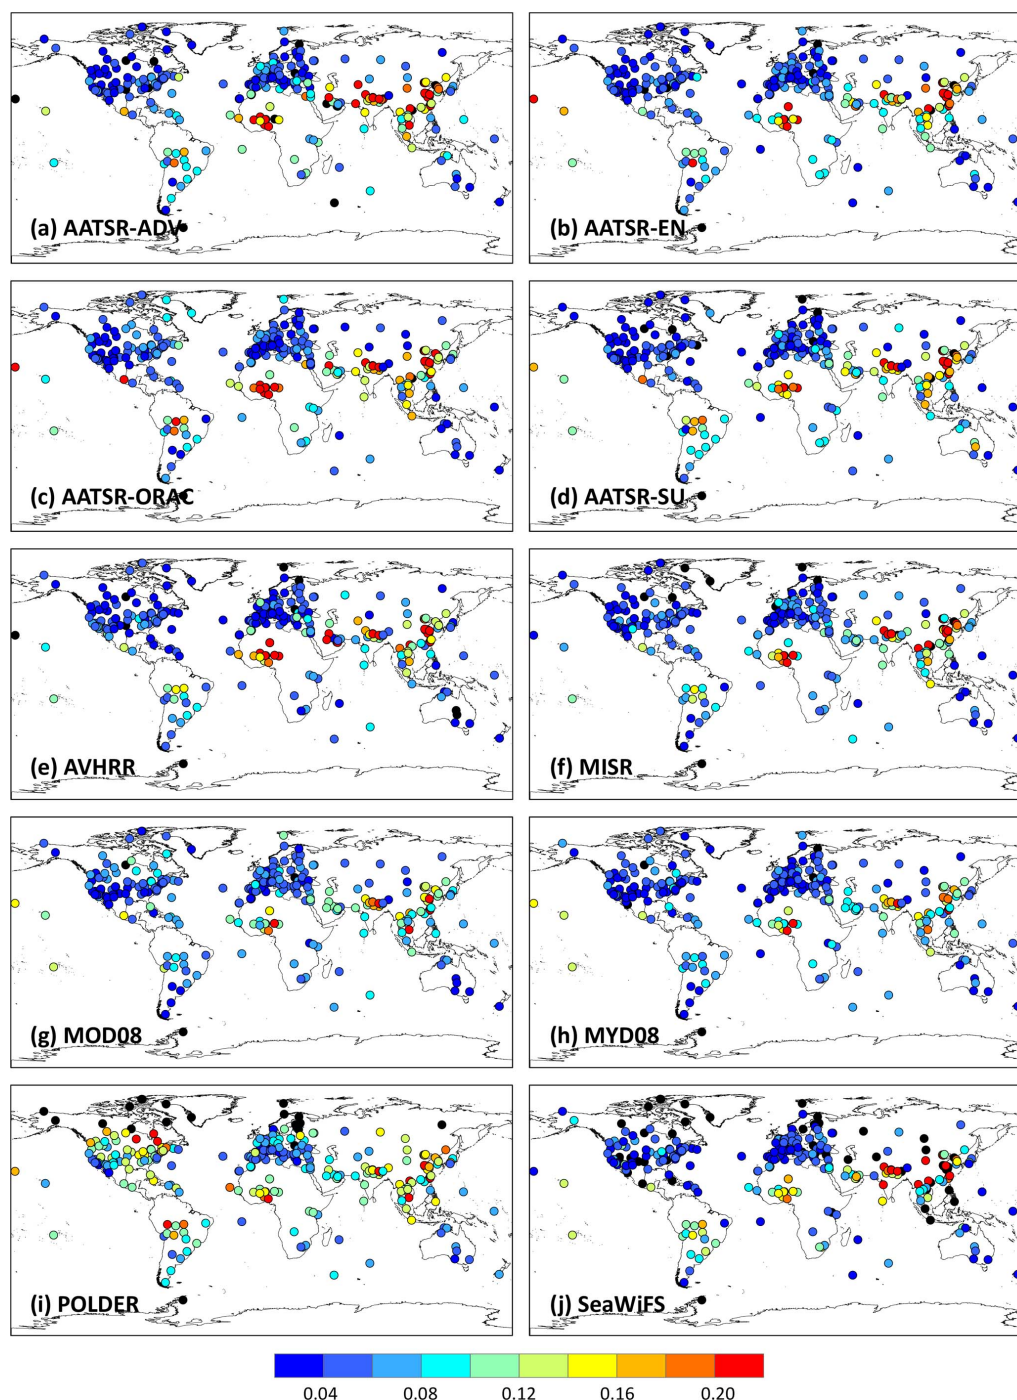 (a) AATSR-ADV
(b) AATSR-EN
(c) AATSR-ORAC
(d) AATSR-SU
(e) AVHRR
(f) MISR
(g) MOD08
(h) MYD08
(i) POLDER
(j) SeaWiFS
0.04 0.08 0.12 0.16 0.20